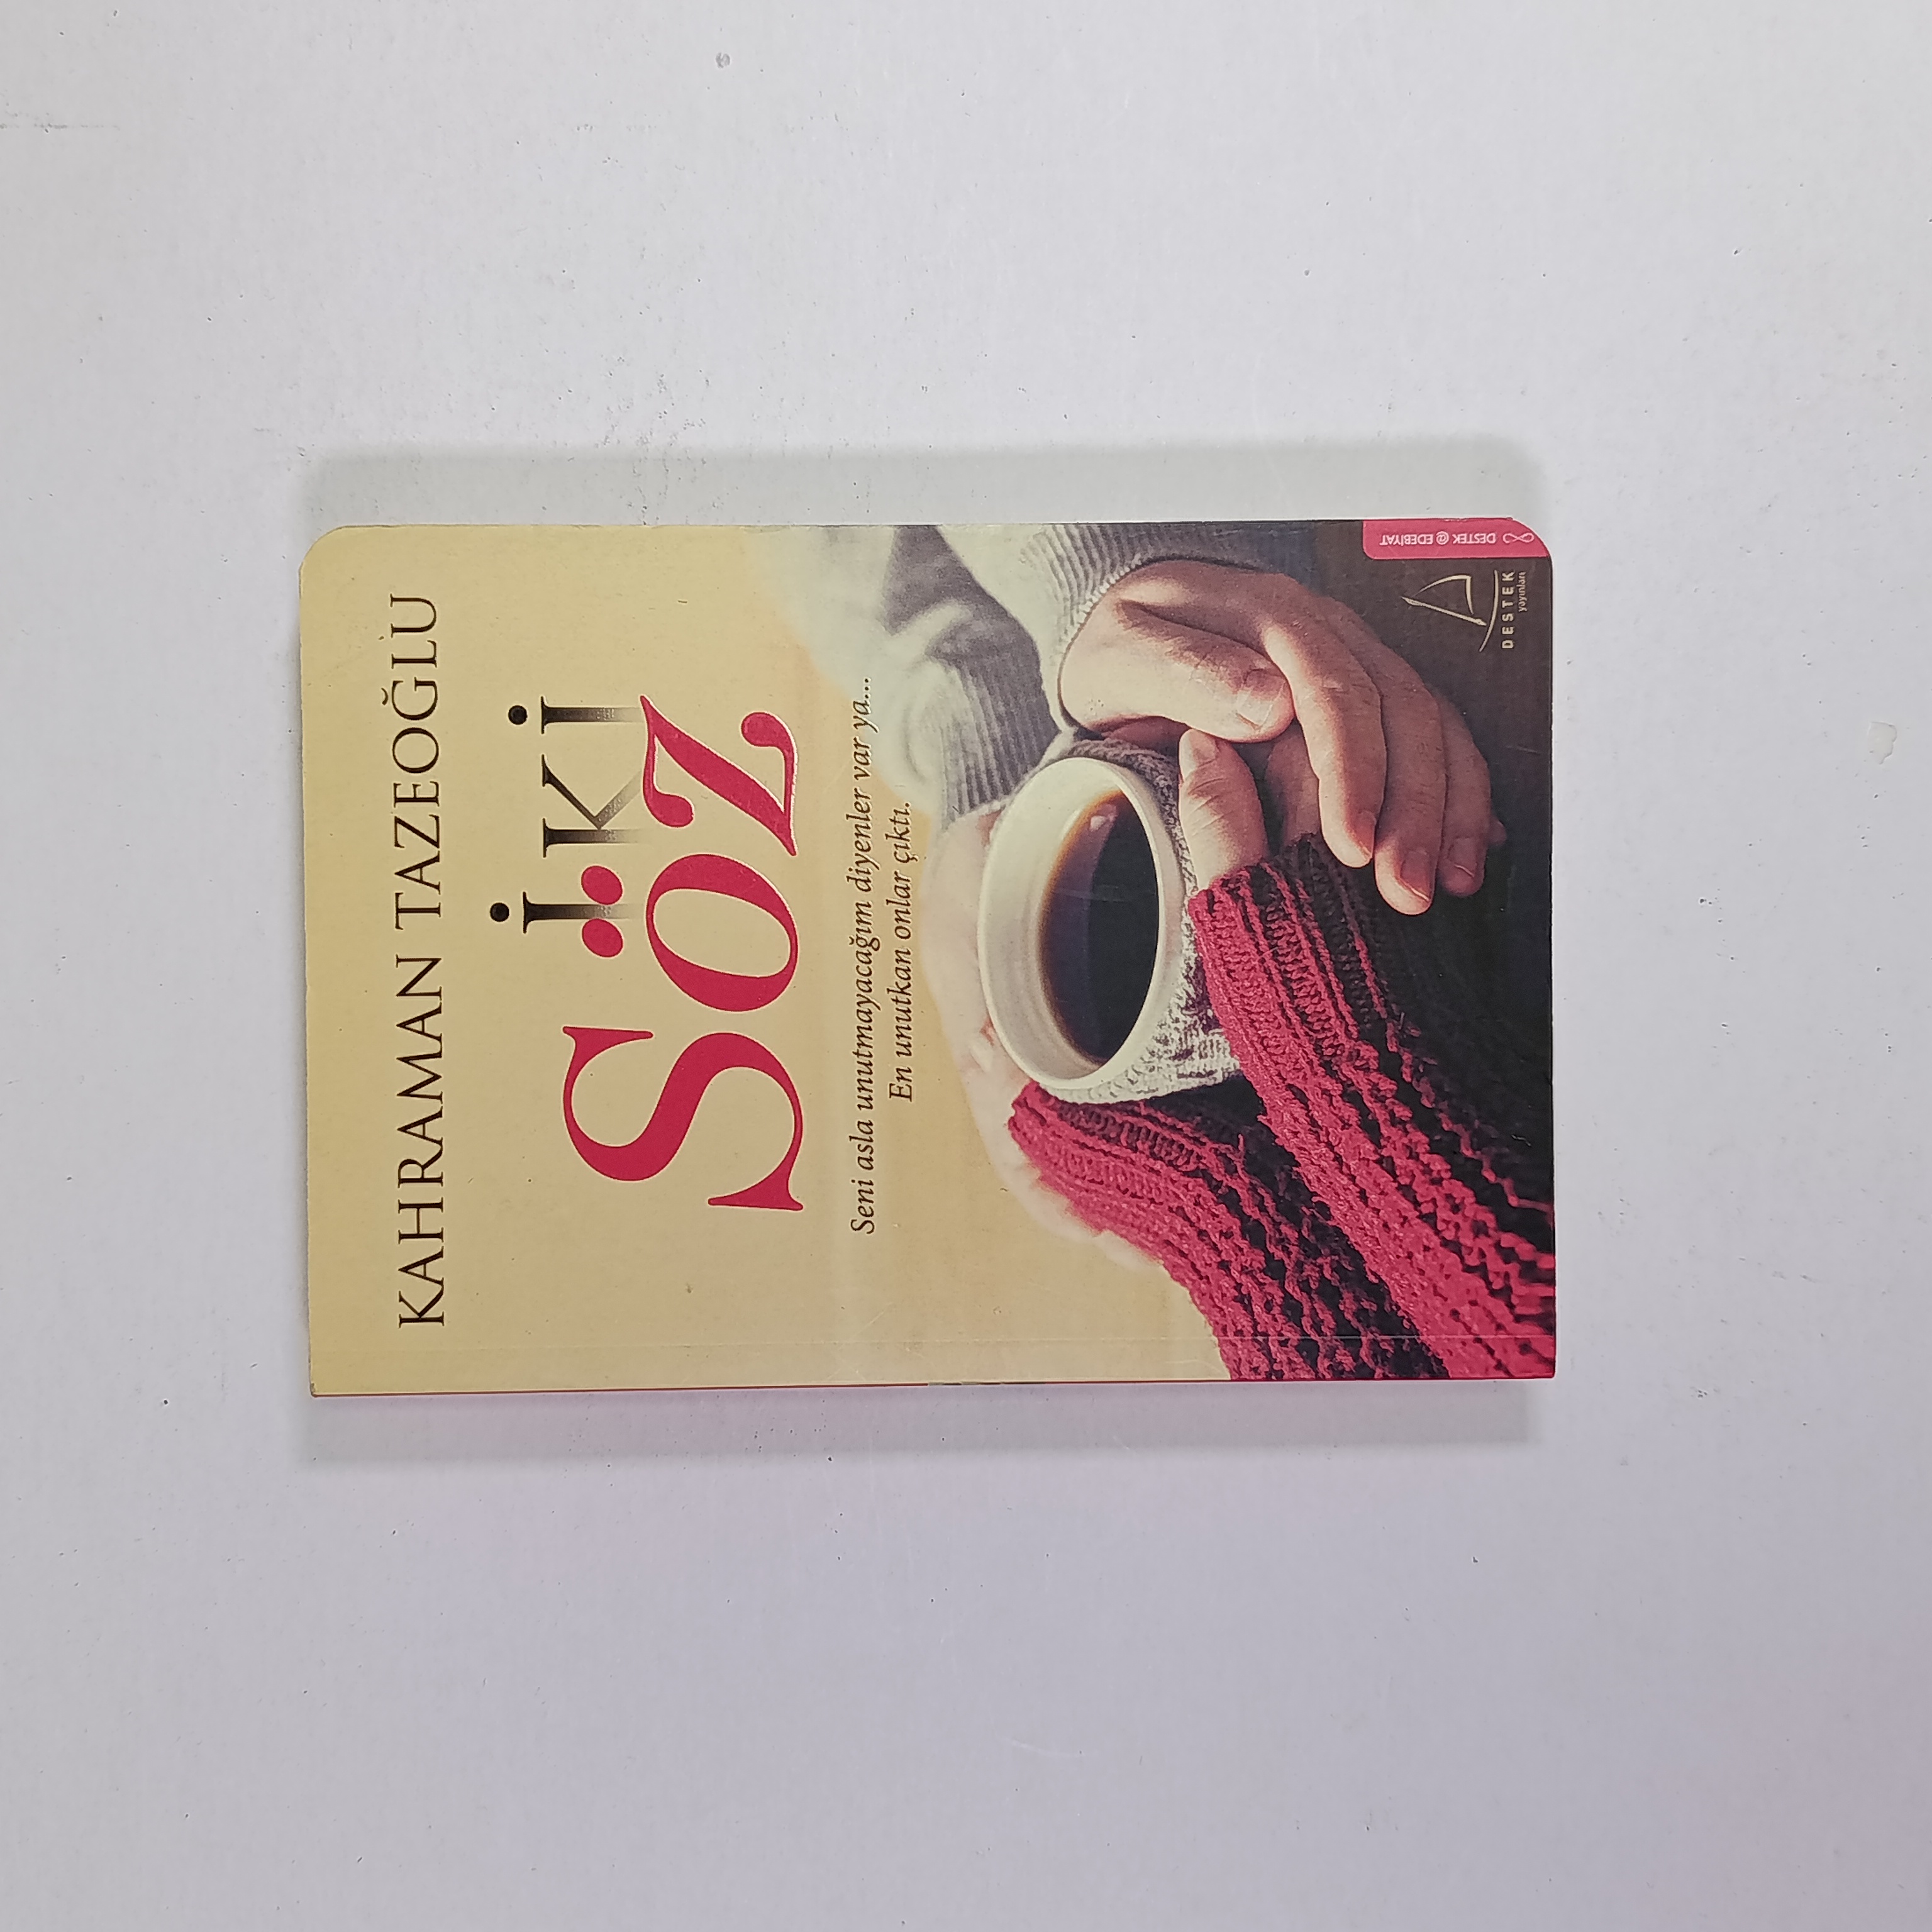 KAHRAMAN TAZEOĞLU
İKİ
SÖZ
Seni asla unutmayacağım diyenler var ya...
En unutkan onlar çıktı.
DESTEK
yayınları
DESTEK @ EDEBİYAT